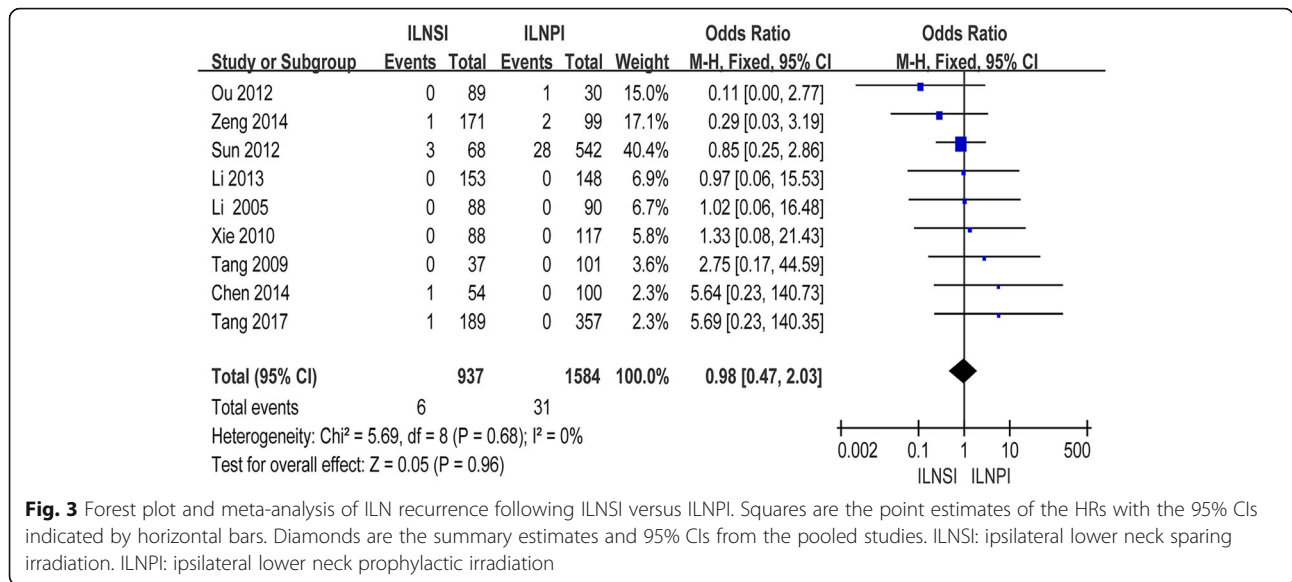 ILNSI ILNPI Odds Ratio Odds Ratio
Study or Subgroup Events Total Events Total Weight M-H, Fixed, 95% CI M-H, Fixed, 95% CI
Ou 2012 0 89 1 30 15.0% 0.11 [0.00, 2.77]
Zeng 2014 1 171 2 99 17.1% 0.29 [0.03, 3.19]
Sun 2012 3 68 28 542 40.4% 0.85 [0.25, 2.86]
Li 2013 0 153 0 148 6.9% 0.97 [0.06, 15.53]
Li 2005 0 88 0 90 6.7% 1.02 [0.06, 16.48]
Xie 2010 0 88 0 117 5.8% 1.33 [0.08, 21.43]
Tang 2009 0 37 0 101 3.6% 2.75 [0.17, 44.59]
Chen 2014 1 54 0 100 2.3% 5.64 [0.23, 140.73]
Tang 2017 1 189 0 357 2.3% 5.69 [0.23, 140.35]
Total (95% CI) 937 1584 100.0% 0.98 [0.47, 2.03]
Total events 6 31
Heterogeneity: Chi² = 5.69, df = 8 (P = 0.68); I² = 0%
Test for overall effect: Z = 0.05 (P = 0.96)
0.002 0.1 1 10 500
ILNSI ILNPI
Fig. 3 Forest plot and meta-analysis of ILN recurrence following ILNSI versus ILNPI. Squares are the point estimates of the HRs with the 95% CIs
indicated by horizontal bars. Diamonds are the summary estimates and 95% CIs from the pooled studies. ILNSI: ipsilateral lower neck sparing
irradiation. ILNPI: ipsilateral lower neck prophylactic irradiation